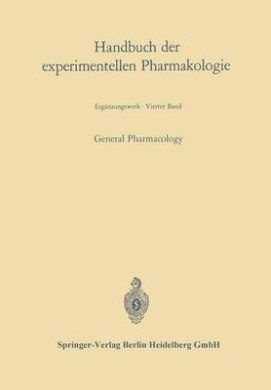 Handbuch der
experimentellen Pharmakologie
Ergänzungswerk · Vierter Band
General Pharmacology
Springer-Verlag Berlin Heidelberg GmbH